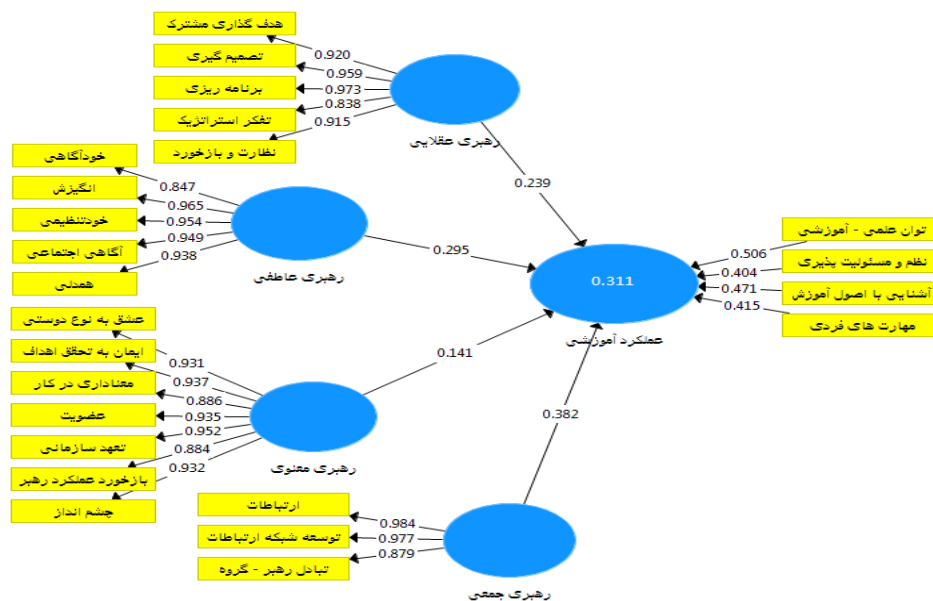 هدف گذاری مشترک
تصمیم گیری
برنامه ریزی
تفکر استراتژیک
نظارت و بازخورد
0.920
0.959
0.973
0.838
0.915
رهبری عقلایی
0.239
خودآگاهی
انگیزش
خودتنظیمی
آگاهی اجتماعی
همدلی
0.847
0.965
0.954
0.949
0.938
رهبری عاطفی
0.295
عشق به نوع دوستی
ایمان به تحقق اهداف
معناداری در کار
عضویت
تعهد سازمانی
بازخورد عملکرد رهبر
چشم انداز
0.931
0.937
0.886
0.935
0.952
0.884
0.932
رهبری معنوی
0.141
ارتباطات
توسعه شبکه ارتباطات
تبادل رهبر - گروه
0.984
0.977
0.879
رهبری جمعی
0.382
0.311
عملکرد آموزشی
توان علمی - آموزشی
نظم و مسئولیت پذیری
آشنایی با اصول آموزش
مهارت های فردی
0.506
0.404
0.471
0.415